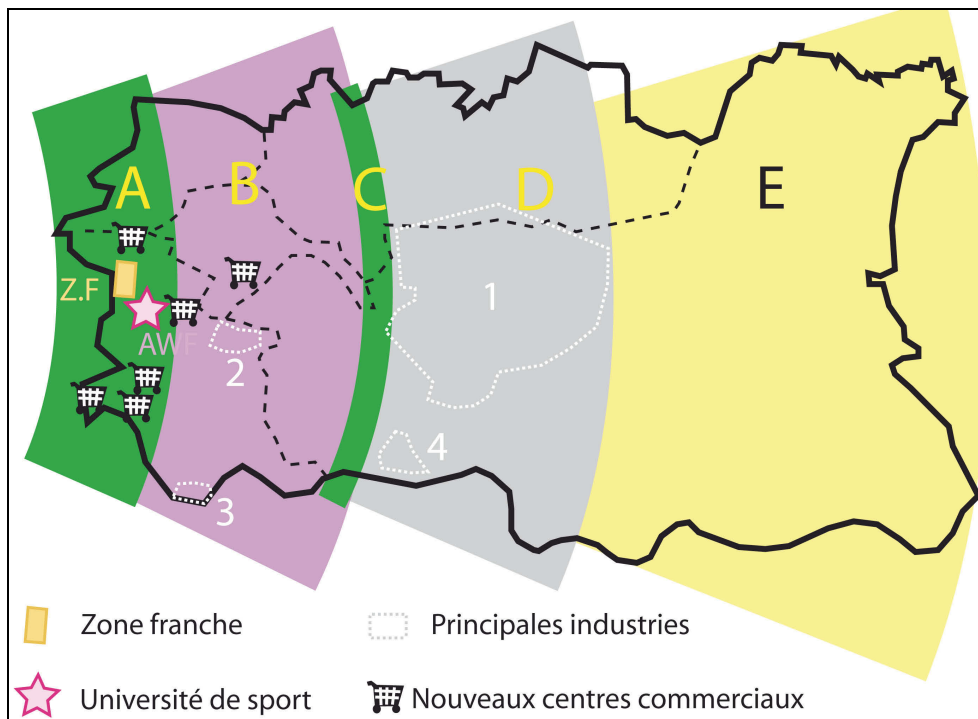 A
B
C
D
E
Z.F
1
AWF
2
4
3
Zone franche
Principales industries
Université de sport
Nouveaux centres commerciaux